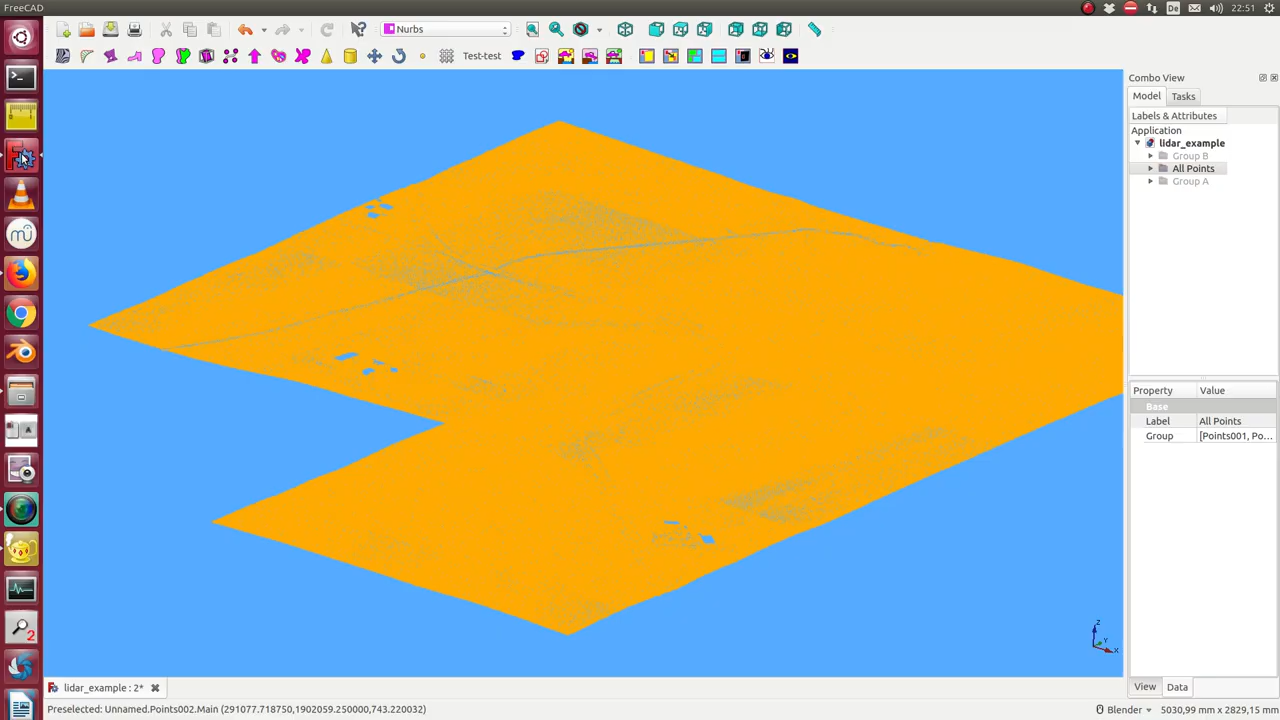 FreeCAD
De
22:51
Nurbs
Test-test
Combo View
Model
Tasks
Labels & Attributes
Application
lidar_example
Group B
All Points
Group A
Property
Value
Base
Label
All Points
Group
[Points001, Po...
Z
Y
X
View
Data
lidar_example : 2*
Preselected: Unnamed.Points002.Main (291077.718750,1902059.250000,743.220032)
Blender
5030,99 mm x 2829,15 mm